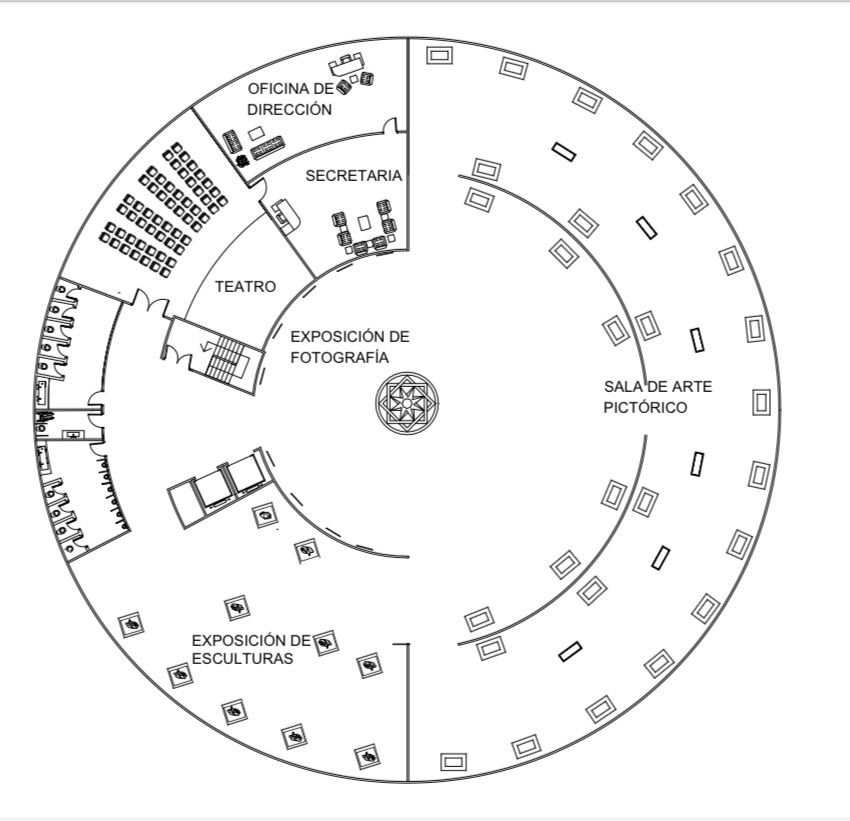 OFICINA DE
DIRECCIÓN
SECRETARIA
TEATRO
EXPOSICIÓN DE
FOTOGRAFÍA
SALA DE ARTE
PICTÓRICO
EXPOSICIÓN DE
ESCULTURAS